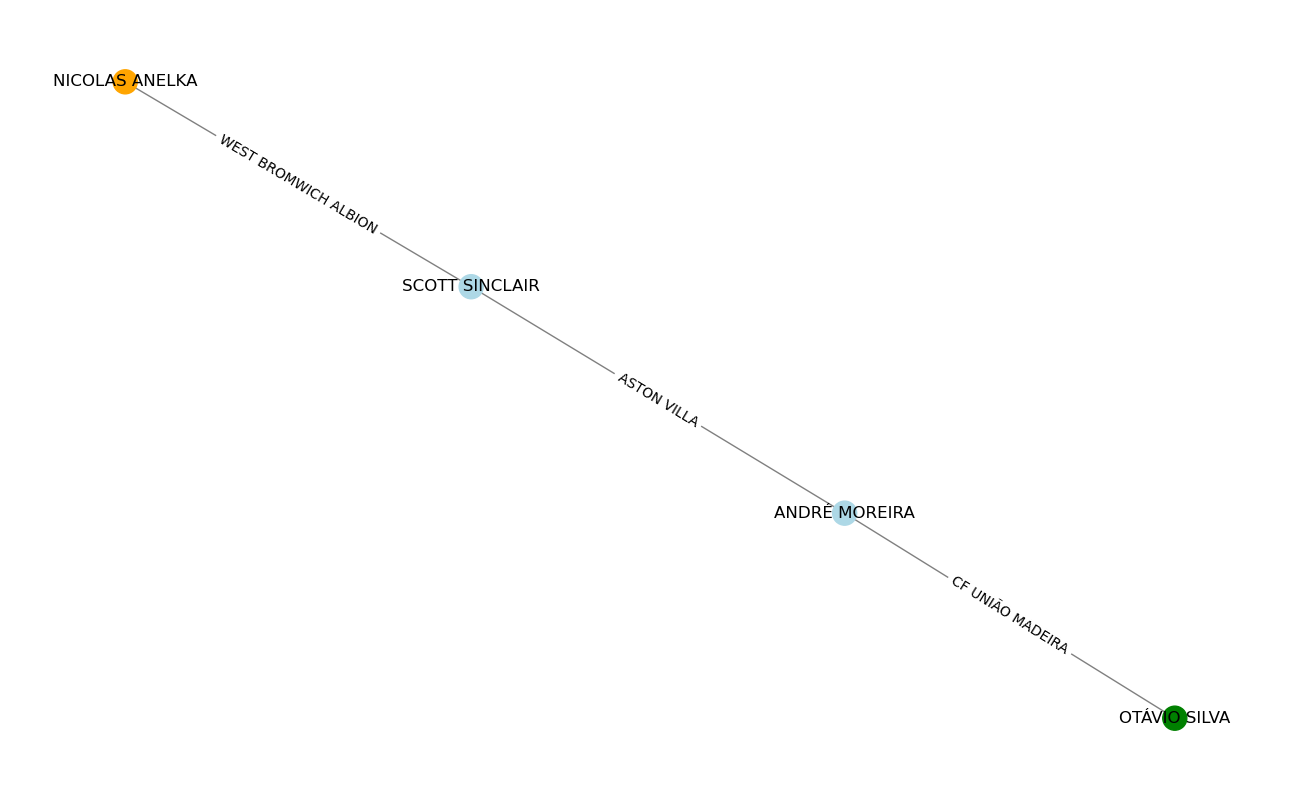 NICOLAS ANELKA
WEST BROMWICH ALBION
SCOTT SINCLAIR
ASTON VILLA
ANDRÉ MOREIRA
CF UNIÃO MADEIRA
OTÁVIO SILVA